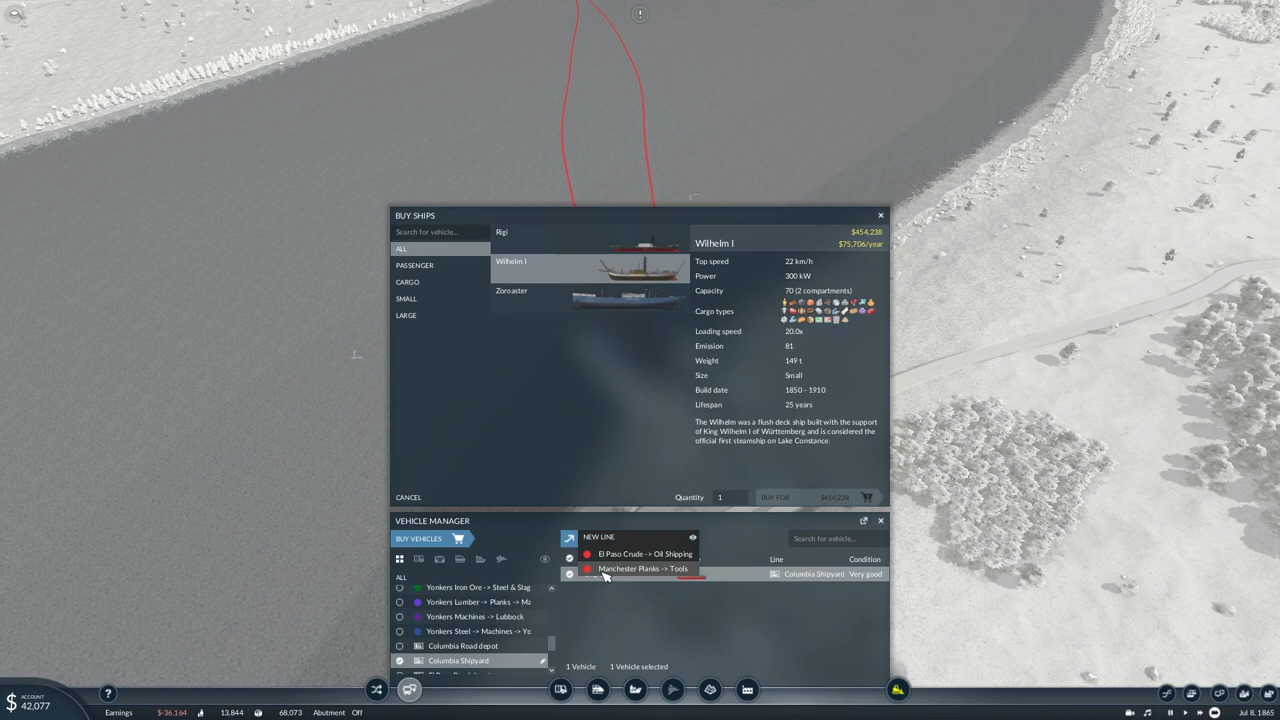 BUY SHIPS
Search for vehicle...
ALL
PASSENGER
CARGO
SMALL
LARGE
Rigi
Wilhelm I
Zoroaster
$454,238
Wilhelm I
$75,706/year
Top speed 22 km/h
Power 300 kW
Capacity 70 (2 compartments)
Cargo types
Loading speed 20.0x
Emission 81
Weight 149 t
Size Small
Build date 1850 - 1910
Lifespan 25 years
The Wilhelm was a flush deck ship built with the support
of King Wilhelm I of Württemberg and is considered the
official first steamship on Lake Constance.
CANCEL
Quantity 1 BUY FOR $454,238
VEHICLE MANAGER
BUY VEHICLES
NEW LINE
Search for vehicle...
El Paso Crude -> Oil Shipping
Manchester Planks -> Tools
Line Condition
Columbia Shipyard Very good
ALL
Yonkers Iron Ore -> Steel & Slag
Yonkers Lumber -> Planks -> Ma
Yonkers Machines -> Lubbock
Yonkers Steel -> Machines -> Yo
Columbia Road depot
Columbia Shipyard
1 Vehicle 1 Vehicle selected
$ ACCOUNT
42,077
?
Earnings $-36,164 13,844 68,073 Abutment Off
Jul 8, 1865